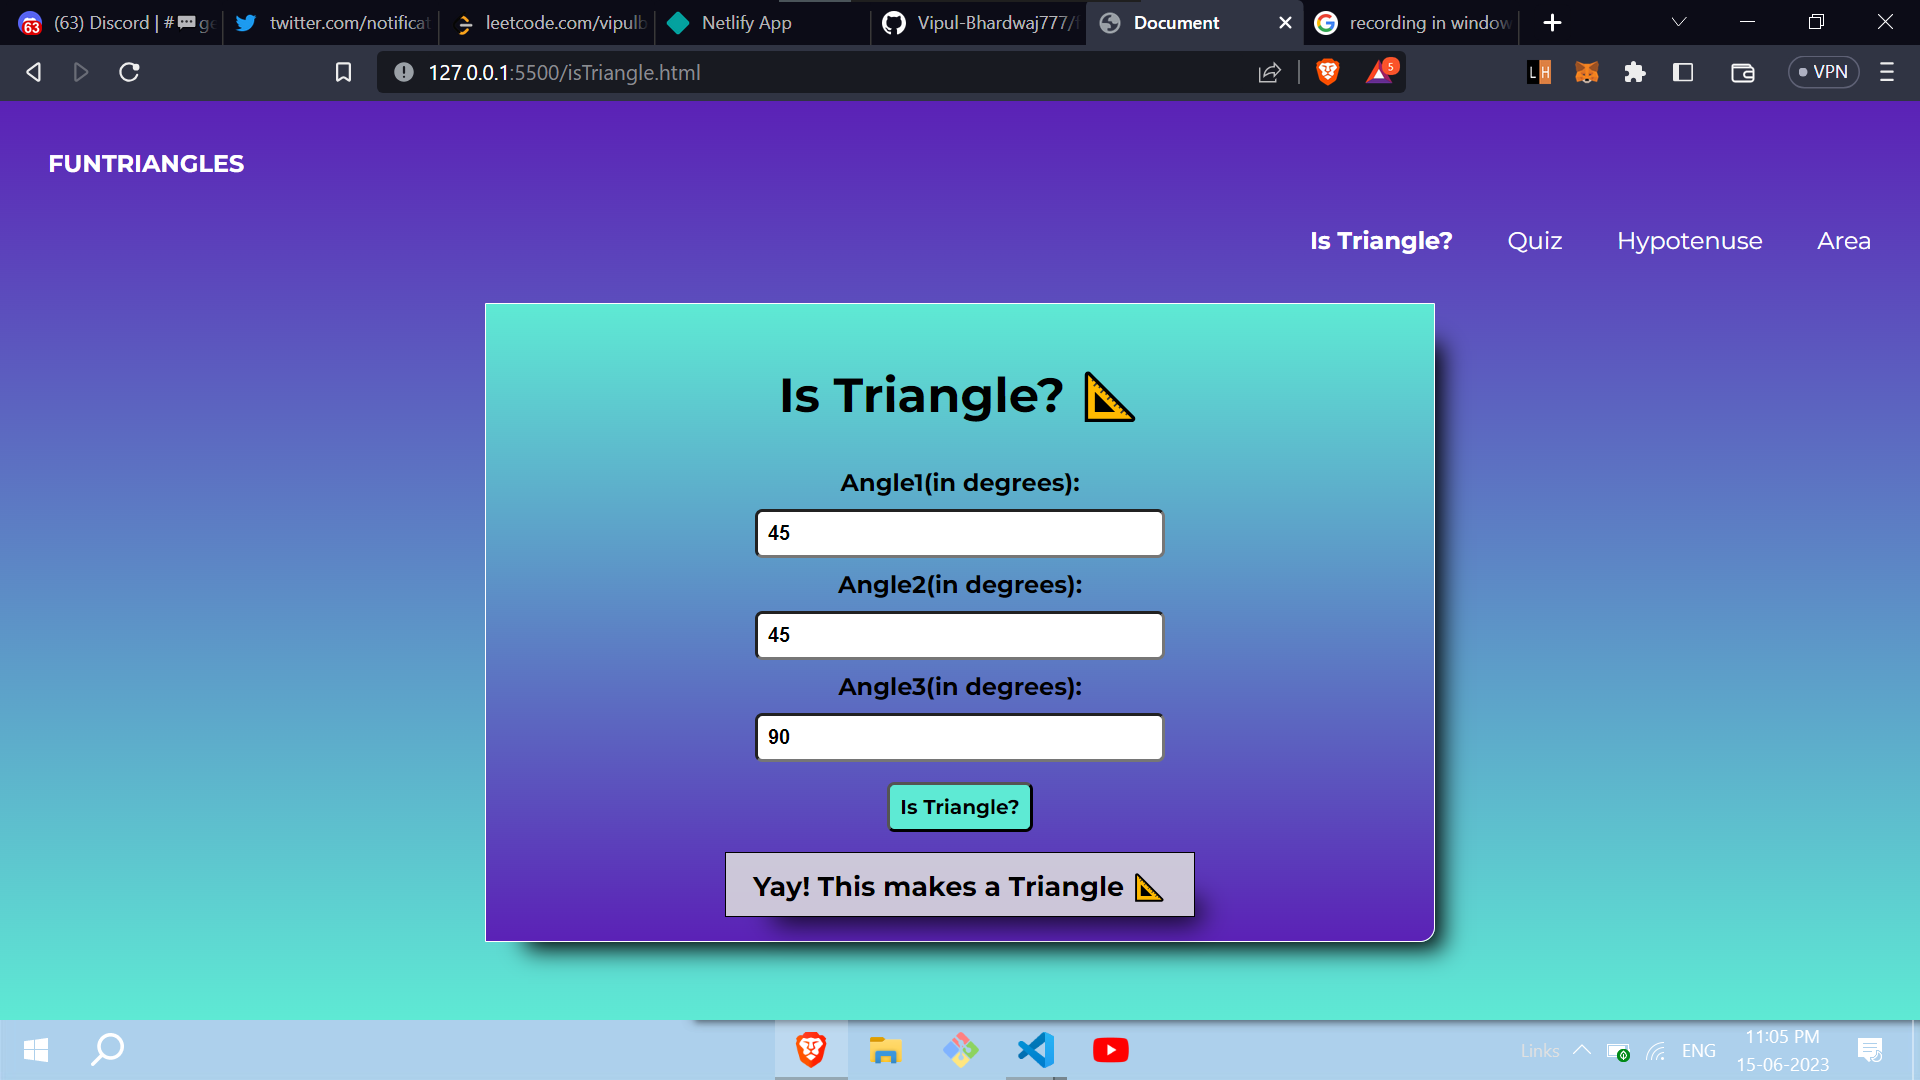 63
(63) Discord | #💬ge
twitter.com/notificat
leetcode.com/vipulb
Netlify App
Vipul-Bhardwaj777/f
Document
recording in window
127.0.0.1:5500/isTriangle.html
5
L H
VPN
FUNTRIANGLES
Is Triangle?
Quiz
Hypotenuse
Area
Is Triangle? 📐
Angle1(in degrees):
45
Angle2(in degrees):
45
Angle3(in degrees):
90
Is Triangle?
Yay! This makes a Triangle 📐
Links
ENG
11:05 PM
15-06-2023